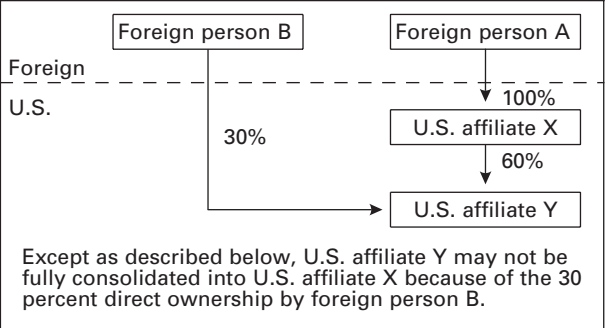 Foreign person B
Foreign person A
Foreign
U.S.
100%
U.S. affiliate X
30%
60%
U.S. affiliate Y
Except as described below, U.S. affiliate Y may not be
fully consolidated into U.S. affiliate X because of the 30
percent direct ownership by foreign person B.